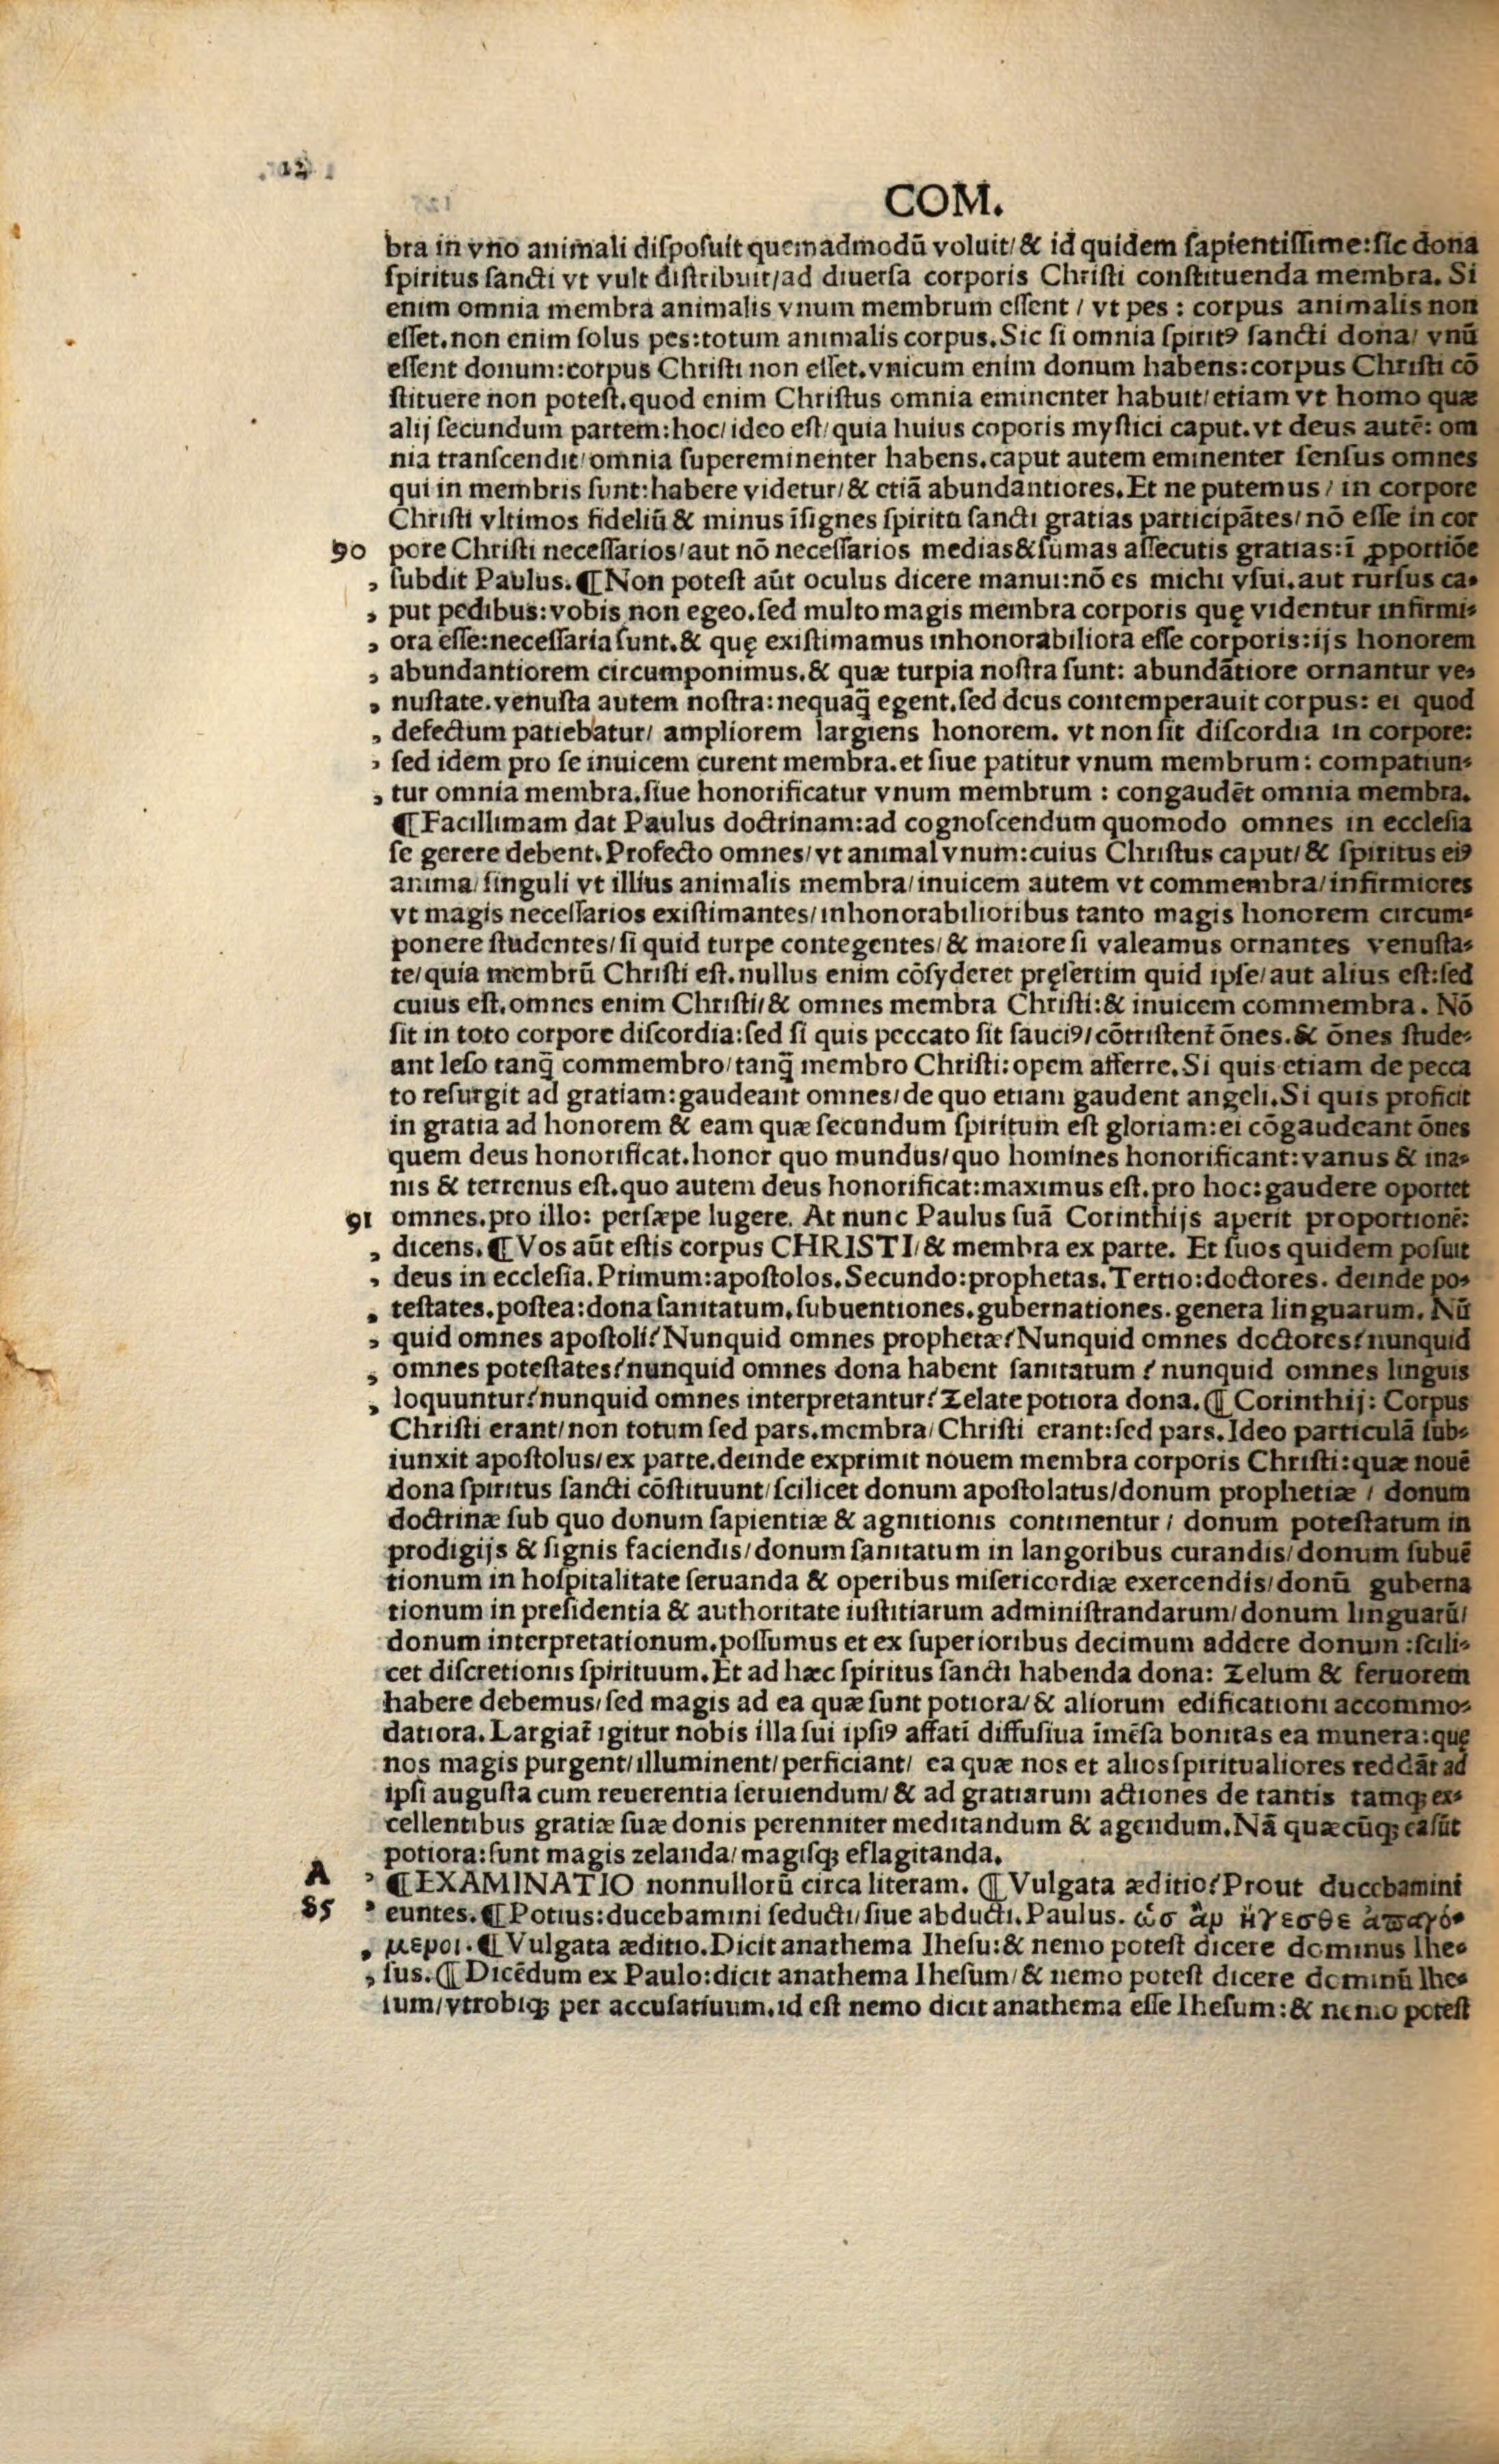 COM.
bra in vno animali diſpoſuit quemadmodū voluit/& id quidem ſapientiſſime:ſic dona
ſpiritus ſancti vt vult diſtribuit/ad diuerſa corporis Chriſti conſtituenda membra. Si
enim omnia membra animalis vnum membrum eſſent / vt pes : corpus animalis non
eſſet.non enim ſolus pes:totum animalis corpus.Sic ſi omnia ſpiritꝰ ſancti dona/ vnū
eſſent donum:corpus Chriſti non eſſet.vnicum enim donum habens:corpus Chriſti cō
ſtituere non poteſt.quod enim Chriſtus omnia eminenter habuit/etiam vt homo quæ
alij ſecundum partem:hoc/ideo eſt/quia huius coporis myſtici caput.vt deus autē: om
nia tranſcendit/omnia ſupereminenter habens.caput autem eminenter ſenſus omnes
qui in membris ſunt:habere videtur/& etiā abundantiores.Et ne putemus / in corpore
Chriſti vltimos fideliū & minus īſignes ſpiritu ſancti gratias participātes/nō eſſe in cor
90 pore Chriſti neceſſarios/aut nō neceſſarios medias&ſumas aſſecutis gratias:ī ꝓportiōe
, ſubdit Paulus.¶Non poteſt aūt oculus dicere manui:nō es michi vſui.aut rurſus ca-
, put pedibus:vobis non egeo.ſed multo magis membra corporis quę videntur infirmi-
, ora eſſe:neceſſaria ſunt.& quę exiſtimamus inhonorabiliora eſſe corporis:ijs honorem
, abundantiorem circumponimus.& quæ turpia noſtra ſunt: abundātiore ornantur ve-
, nuſtate.venuſta autem noſtra:nequaq̄ egent.ſed deus contemperauit corpus: ei quod
, defectum patiebatur/ ampliorem largiens honorem. vt non ſit diſcordia in corpore:
, ſed idem pro ſe inuicem curent membra.et ſiue patitur vnum membrum: compatiun-
, tur omnia membra.ſiue honorificatur vnum membrum : congaudēt omnia membra.
¶Facillimam dat Paulus doctrinam:ad cognoſcendum quomodo omnes in eccleſia
ſe gerere debent.Profecto omnes/vt animal vnum:cuius Chriſtus caput/& ſpiritus eiꝰ
anima/ſinguli vt illius animalis membra/inuicem autem vt commembra/infirmiores
vt magis neceſſarios exiſtimantes/inhonorabilioribus tanto magis honorem circum-
ponere ſtudentes/ſi quid turpe contegentes/& maiore ſi valeamus ornantes venuſta-
te/quia membrū Chriſti eſt.nullus enim cōſyderet pręſertim quid ipſe/aut alius eſt:ſed
cuius eſt.omnes enim Chriſti/& omnes membra Chriſti:& inuicem commembra. Nō
ſit in toto corpore diſcordia:ſed ſi quis peccato ſit ſauciꝰ/cōtriſtent̄ ōnes.& ōnes ſtude-
ant leſo tanq̄ commembro/tanq̄ membro Chriſti:opem afferre.Si quis etiam de pecca
to reſurgit ad gratiam:gaudeant omnes/de quo etiam gaudent angeli.Si quis proficit
in gratia ad honorem & eam quæ ſecundum ſpiritum eſt gloriam:ei cōgaudeant ōnes
quem deus honorificat.honor quo mundus/quo homines honorificant:vanus & ina-
nis & terrenus eſt.quo autem deus honorificat:maximus eſt.pro hoc:gaudere oportet
91 omnes.pro illo: perſæpe lugere. At nunc Paulus ſuā Corinthijs aperit proportionē:
, dicens.¶Vos aūt eſtis corpus CHRISTI/& membra ex parte. Et ſuos quidem poſuit
, deus in eccleſia.Primum:apoſtolos.Secundo:prophetas.Tertio:doctores. deinde po-
, teſtates.poſtea:dona ſanitatum.ſubuentiones.gubernationes.genera linguarum. Nū
, quid omnes apoſtoli? Nunquid omnes prophetæ?Nunquid omnes doctores?nunquid
, omnes poteſtates?nunquid omnes dona habent ſanitatum ? nunquid omnes linguis
, loquuntur?nunquid omnes interpretantur?Zelate potiora dona.¶Corinthij: Corpus
Chriſti erant/non totum ſed pars.membra/Chriſti erant:ſed pars.Ideo particulā ſub-
iunxit apoſtolus/ex parte.deinde exprimit nouem membra corporis Chriſti:quæ nouē
dona ſpiritus ſancti cōſtituunt/ſcilicet donum apoſtolatus/donum prophetiæ / donum
doctrinæ ſub quo donum ſapientiæ & agnitionis continentur / donum poteſtatum in
prodigijs & ſignis faciendis/donum ſanitatum in langoribus curandis/donum ſubuē
tionum in hoſpitalitate ſeruanda & operibus miſericordiæ exercendis/donū guberna
tionum in preſidentia & authoritate iuſtitiarum adminiſtrandarum/donum linguarū/
donum interpretationum.poſſumus et ex ſuperioribus decimum addere donum :ſcili-
cet diſcretionis ſpirituum.Et ad hæc ſpiritus ſancti habenda dona: Zelum & feruorem
habere debemus/ſed magis ad ea quæ ſunt potiora/& aliorum edificationi accommo-
datiora.Largiat̄ igitur nobis illa ſui ipſiꝰ affati diffuſiua īmēſa bonitas ea munera:quę
nos magis purgent/illuminent/perficiant/ ea quæ nos et alios ſpiritualiores reddāt ad
ipſi auguſta cum reuerentia ſeruiendum/& ad gratiarum actiones de tantis tamq; ex-
cellentibus gratiæ ſuæ donis perenniter meditandum & agendum.Nā quæcūq; ea ſūt
potiora:ſunt magis zelanda/magiſq; eflagitanda.
A , ¶EXAMINATIO nonnullorū circa literam. ¶Vulgata æditio?Prout ducebamini
85 , euntes.¶Potius:ducebamini ſeducti/ſiue abducti.Paulus. ὡσ ἂρ ἤγεσθε ἀπαγό-
, μεροι.¶Vulgata æditio.Dicit anathema Iheſu:& nemo poteſt dicere dominus Ihe-
, ſus.¶Dicēdum ex Paulo:dicit anathema Iheſum/& nemo poteſt dicere dominū Ihe-
ſum/vtrobiq; per accuſatiuum.id eſt nemo dicit anathema eſſe Iheſum:& nemo poteſt